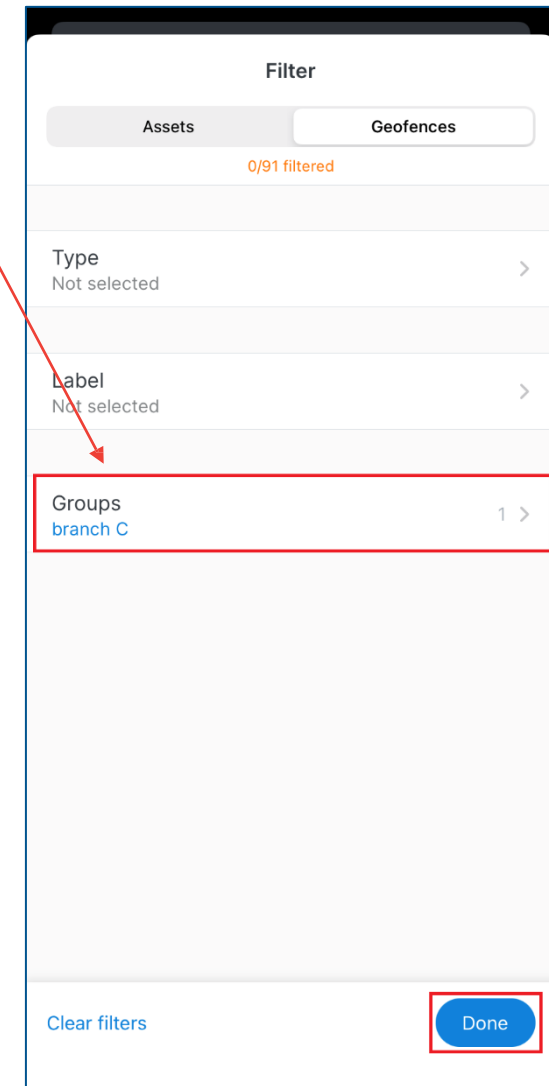 Filter
Assets Geofences
0/91 filtered
Type
Not selected
Label
Not selected
Groups
branch C
1
Clear filters Done